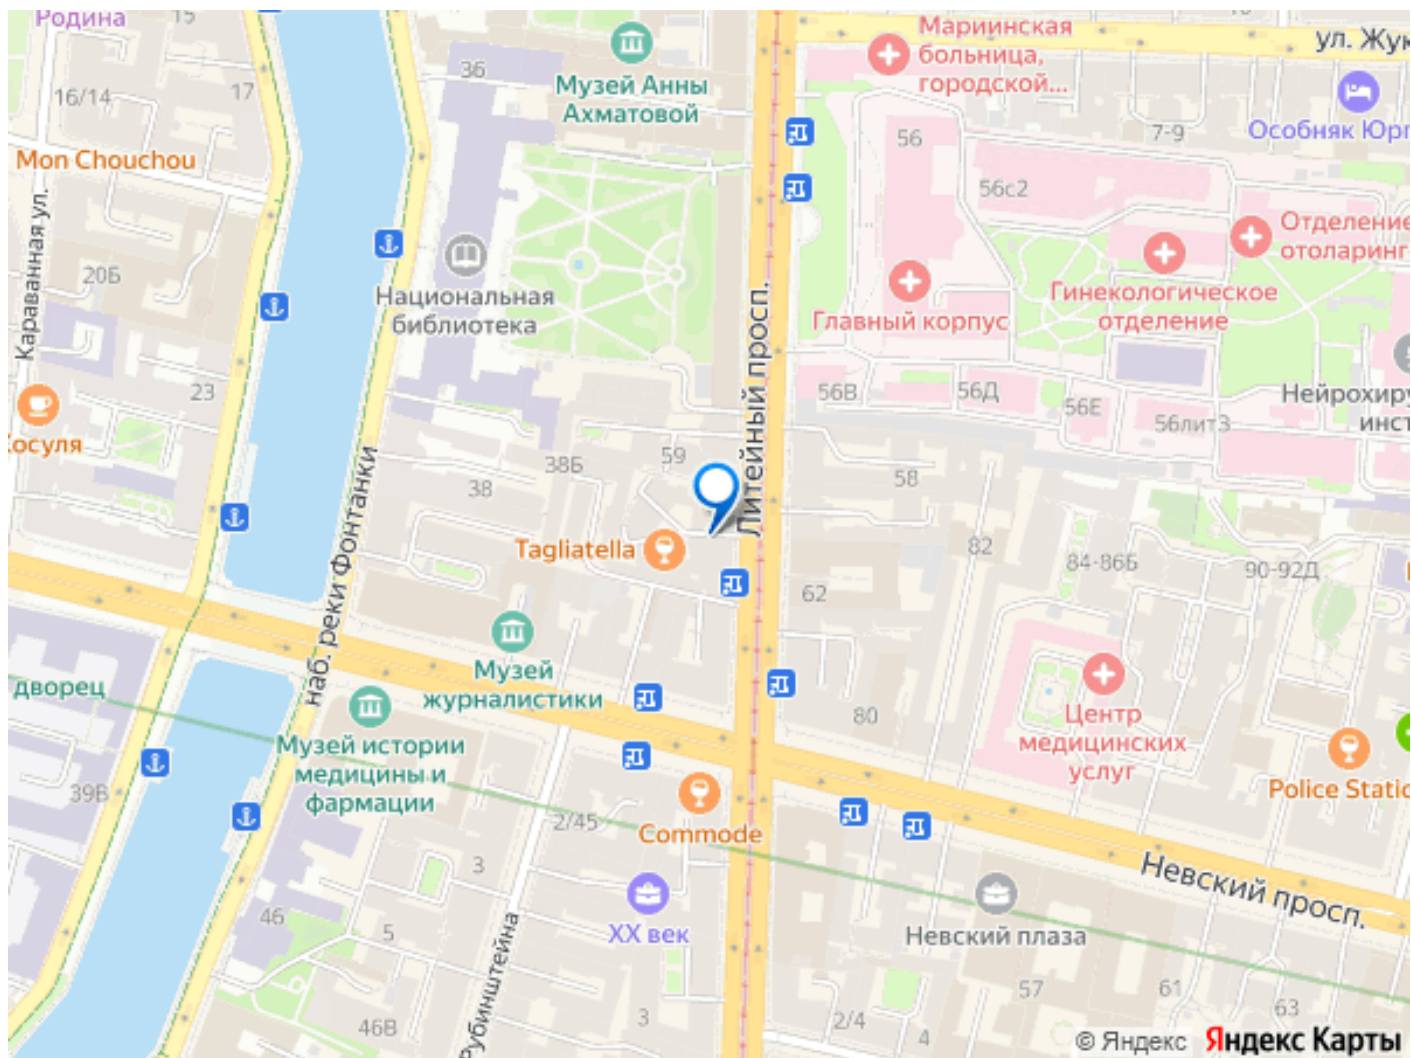 Родина
15
Мариинская
больница,
городской...
ул. Жук
36
17
16/14
Музей Анны
Ахматовой
56
7-9
Особняк Юрг
Mon Chouchou
56с2
Караванная ул.
Отделение
отоларинг
20Б
Национальная
библиотека
Гинекологическое
отделение
Главный корпус
Литейный просп.
23
56В
56Д
56Е
56лит3
Нейрохиру
инст
Косуля
38Б
59
38
58
наб. реки Фонтанки
Tagliatella
82
84-86Б
90-92Д
62
Музей
журналистики
дворец
80
Центр
медицинских
услуг
Музей истории
медицины и
фармации
39В
Police Static
2/45
Commode
3
Невский просп.
46
5
XX век
Невский плаза
Рубинштейна
57
61
63
46В
3
2/4
4
© Яндекс Яндекс Карты